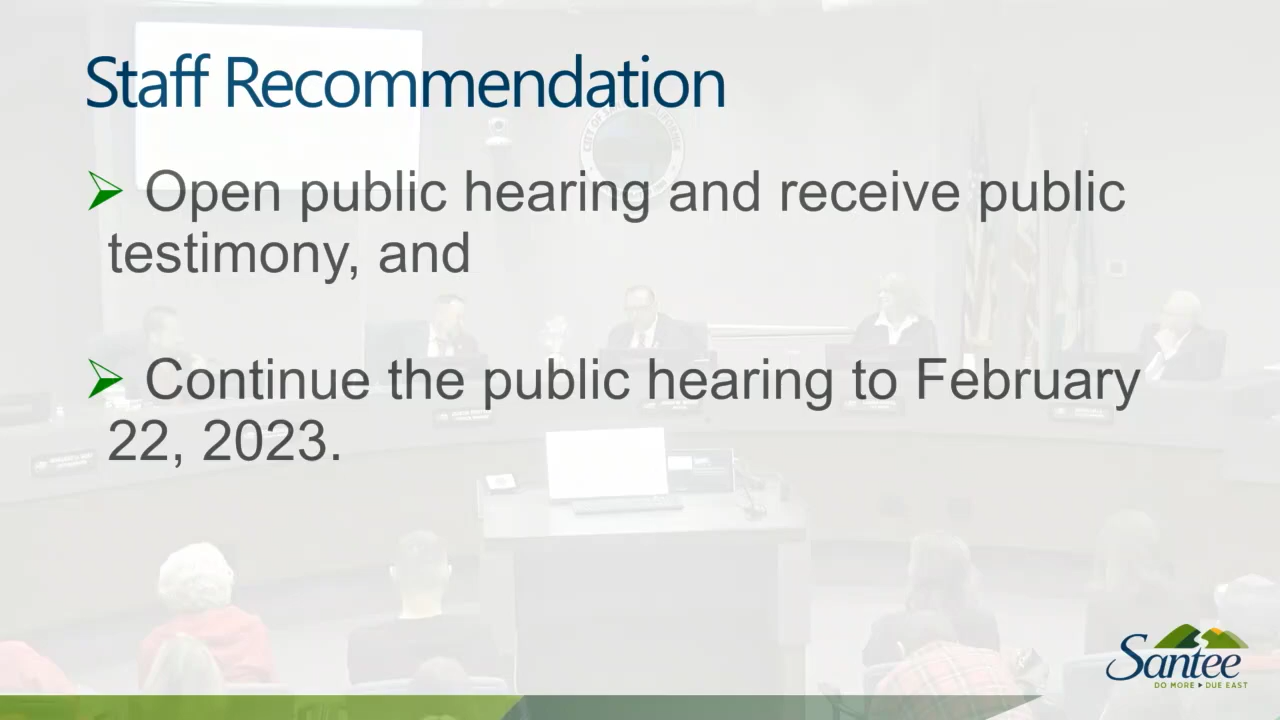 Staff Recommendation
Open public hearing and receive public
testimony, and
Continue the public hearing to February
22, 2023.
Santee
DO MORE DUE EAST